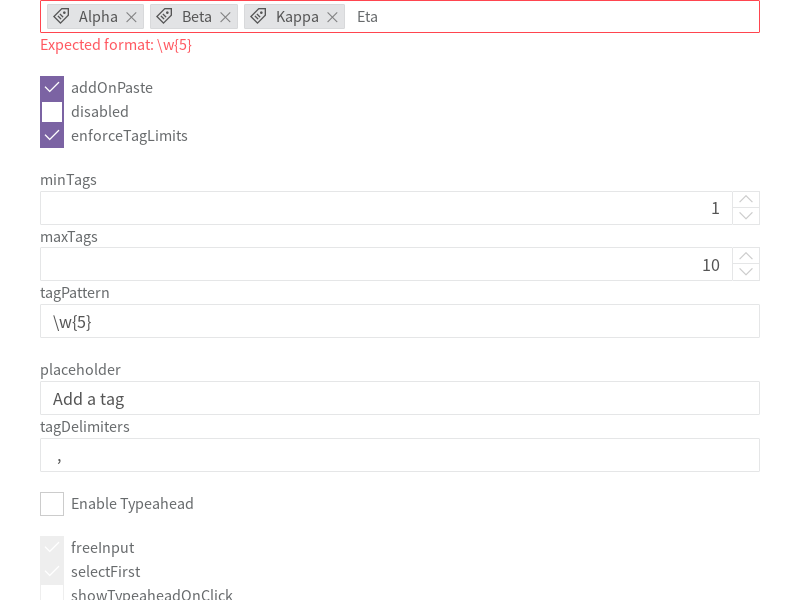 Alpha Beta Kappa Eta
Expected format: \w{5}
addOnPaste
disabled
enforceTagLimits
minTags
1
maxTags
10
tagPattern
\w{5}
placeholder
Add a tag
tagDelimiters
,
Enable Typeahead
freeInput
selectFirst
showTypeaheadOnClick